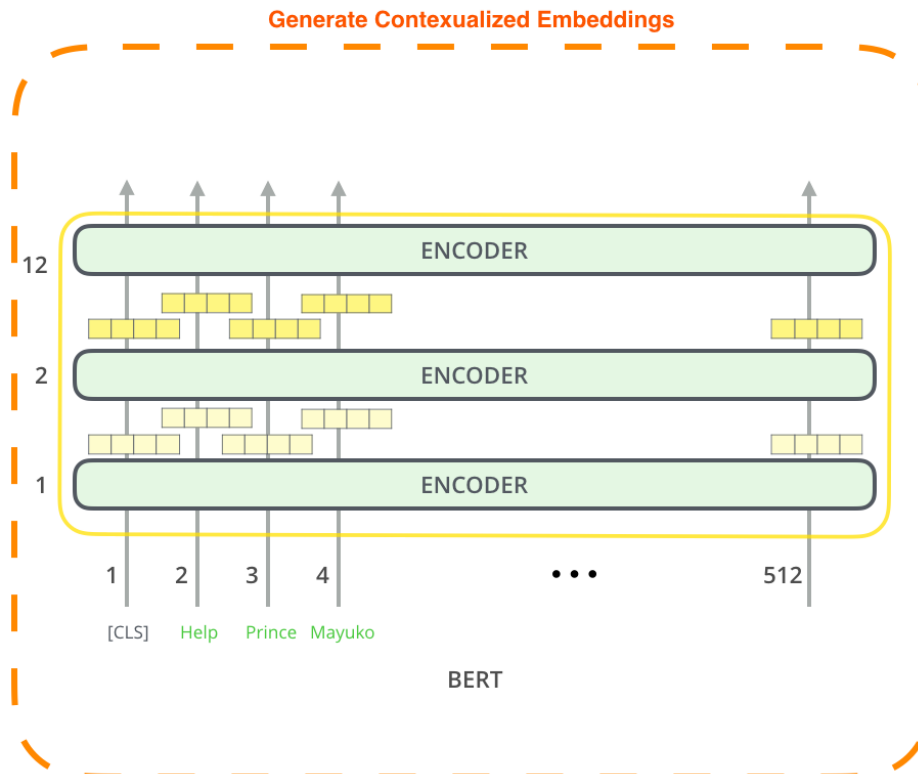 Generate Contexualized Embeddings
ENCODER
12
2
ENCODER
1
ENCODER
1 2 3 4 ••• 512
[CLS] Help Prince Mayuko
BERT